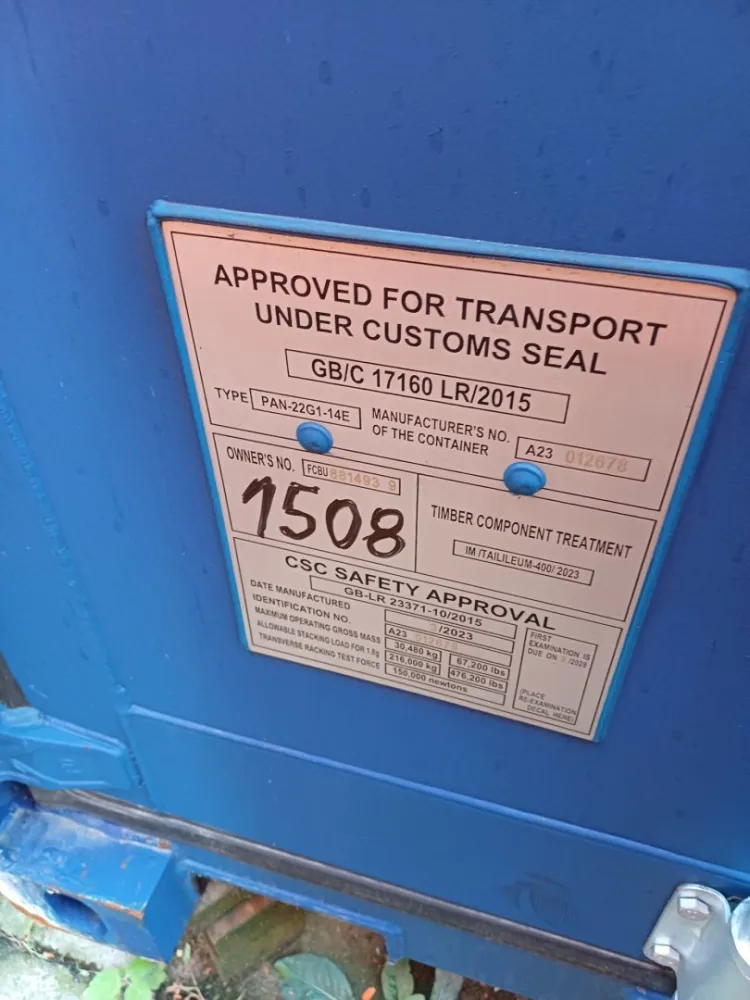 APPROVED FOR TRANSPORT
UNDER CUSTOMS SEAL
GB/C 17160 LR/2015
TYPE PAN-22G1-14E
MANUFACTURER'S NO.
OF THE CONTAINER
A23 012678
OWNER'S NO. FCBU 881493 9
1508
TIMBER COMPONENT TREATMENT
IM /TAILILEUM-400/ 2023
CSC SAFETY APPROVAL
GB-LR 23371-10/2015
DATE MANUFACTURED /2023
IDENTIFICATION NO. A23 012678
MAXIMUM OPERATING GROSS MASS 30,480 kg 67,200 lbs
ALLOWABLE STACKING LOAD FOR 1.8g 216,000 kg 476,200 lbs
TRANSVERSE RACKING TEST FORCE 150,000 newtons
FIRST
EXAMINATION IS
DUE ON /2028
(PLACE
RE-EXAMINATION
DECAL HERE)